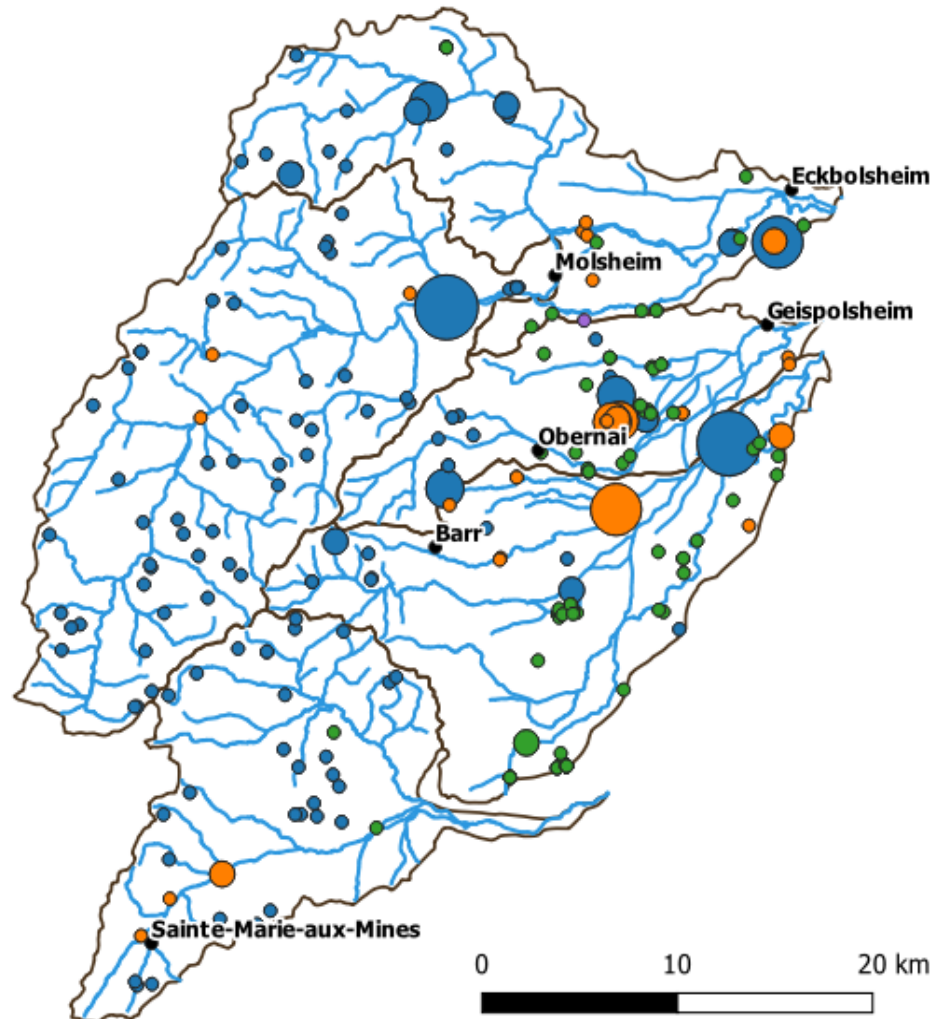 Eckbolsheim
Molsheim
Geispolsheim
Obernai
Barr
Sainte-Marie-aux-Mines
0 10 20 km